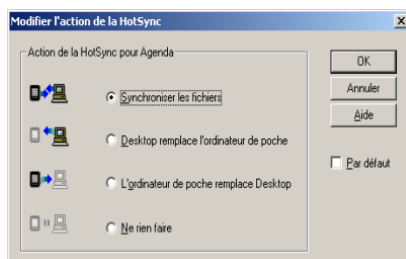 Modifier l'action de la HotSync
Action de la HotSync pour Agenda
Synchroniser les fichiers
Desktop remplace l'ordinateur de poche
L'ordinateur de poche remplace Desktop
Ne rien faire
OK
Annuler
Aide
Par défaut